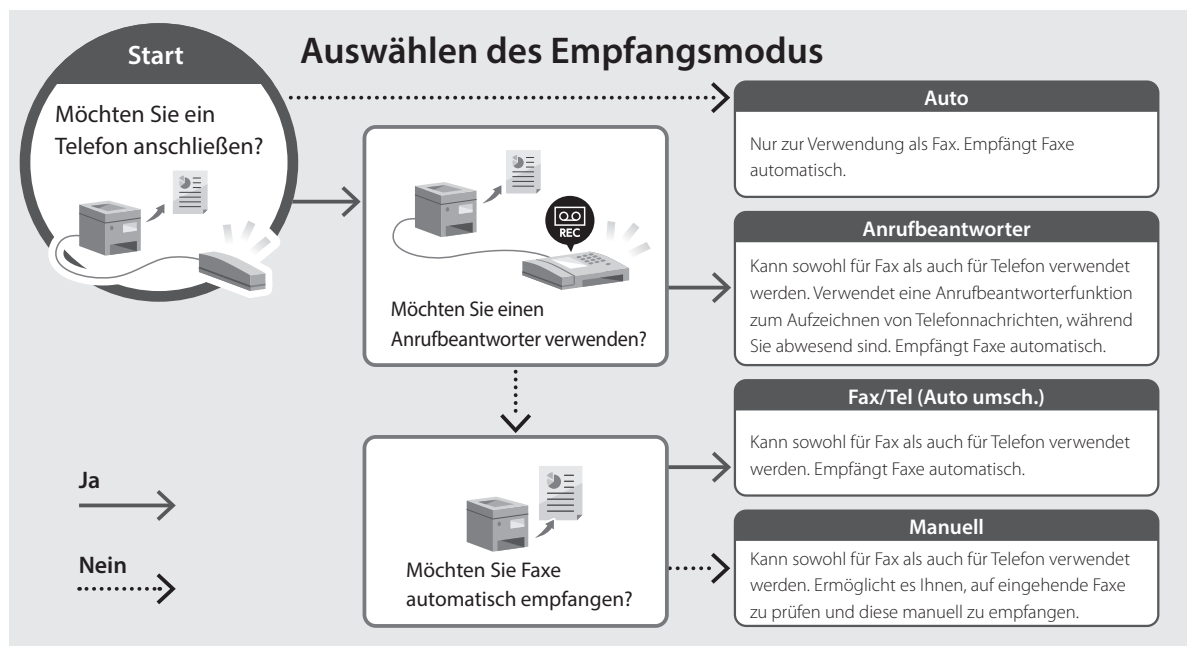 Auswählen des Empfangsmodus
Start
Möchten Sie ein
Telefon anschließen?
REC
Möchten Sie einen
Anrufbeantworter verwenden?
Möchten Sie Faxe
automatisch empfangen?
Auto
Nur zur Verwendung als Fax. Empfängt Faxe
automatisch.
Anrufbeantworter
Kann sowohl für Fax als auch für Telefon verwendet
werden. Verwendet eine Anrufbeantworterfunktion
zum Aufzeichnen von Telefonnachrichten, während
Sie abwesend sind. Empfängt Faxe automatisch.
Fax/Tel (Auto umsch.)
Kann sowohl für Fax als auch für Telefon verwendet
werden. Empfängt Faxe automatisch.
Manuell
Kann sowohl für Fax als auch für Telefon verwendet
werden. Ermöglicht es Ihnen, auf eingehende Faxe
zu prüfen und diese manuell zu empfangen.
Ja
Nein